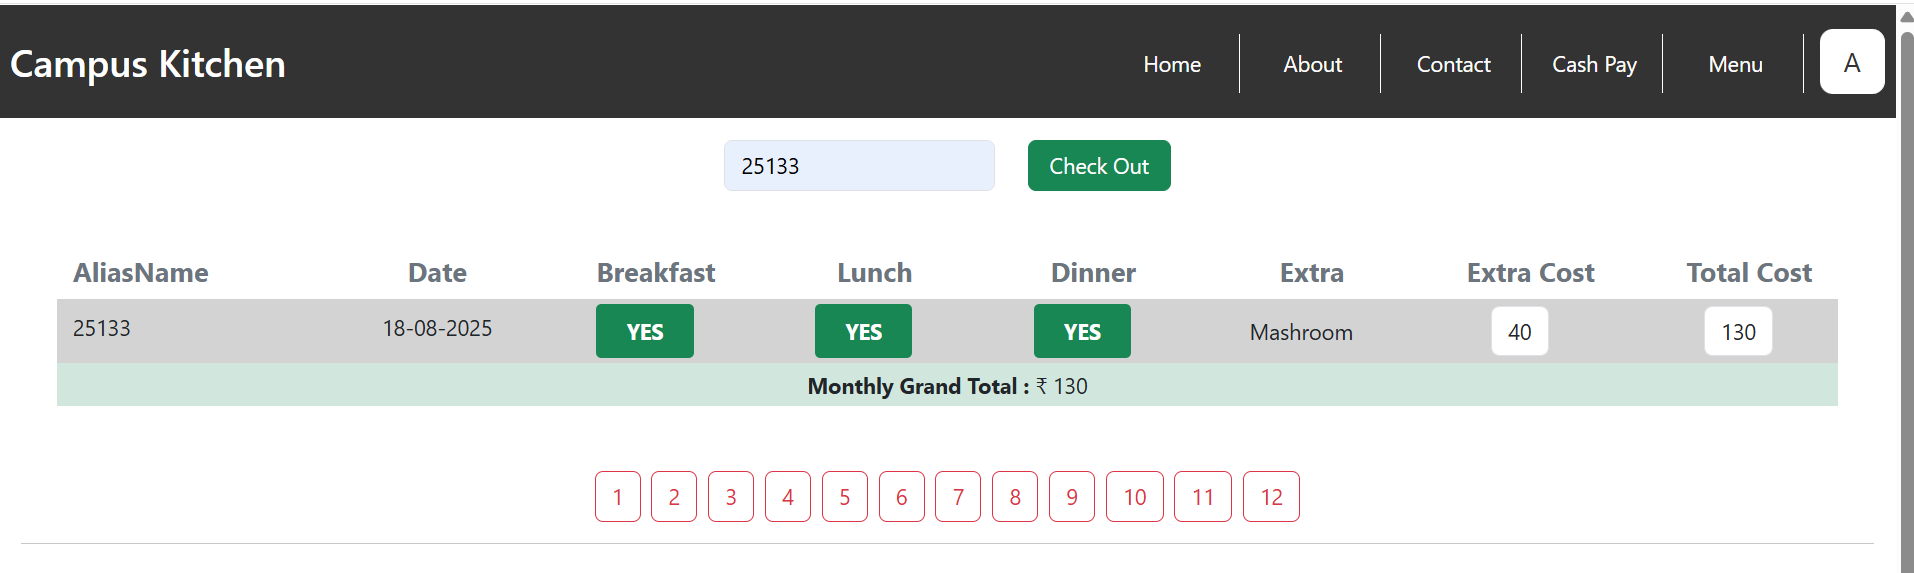 Campus Kitchen Home About Contact Cash Pay Menu A
25133 Check Out
AliasName Date Breakfast Lunch Dinner Extra Extra Cost Total Cost
25133 18-08-2025 YES YES YES Mashroom 40 130
Monthly Grand Total : ₹ 130
1 2 3 4 5 6 7 8 9 10 11 12